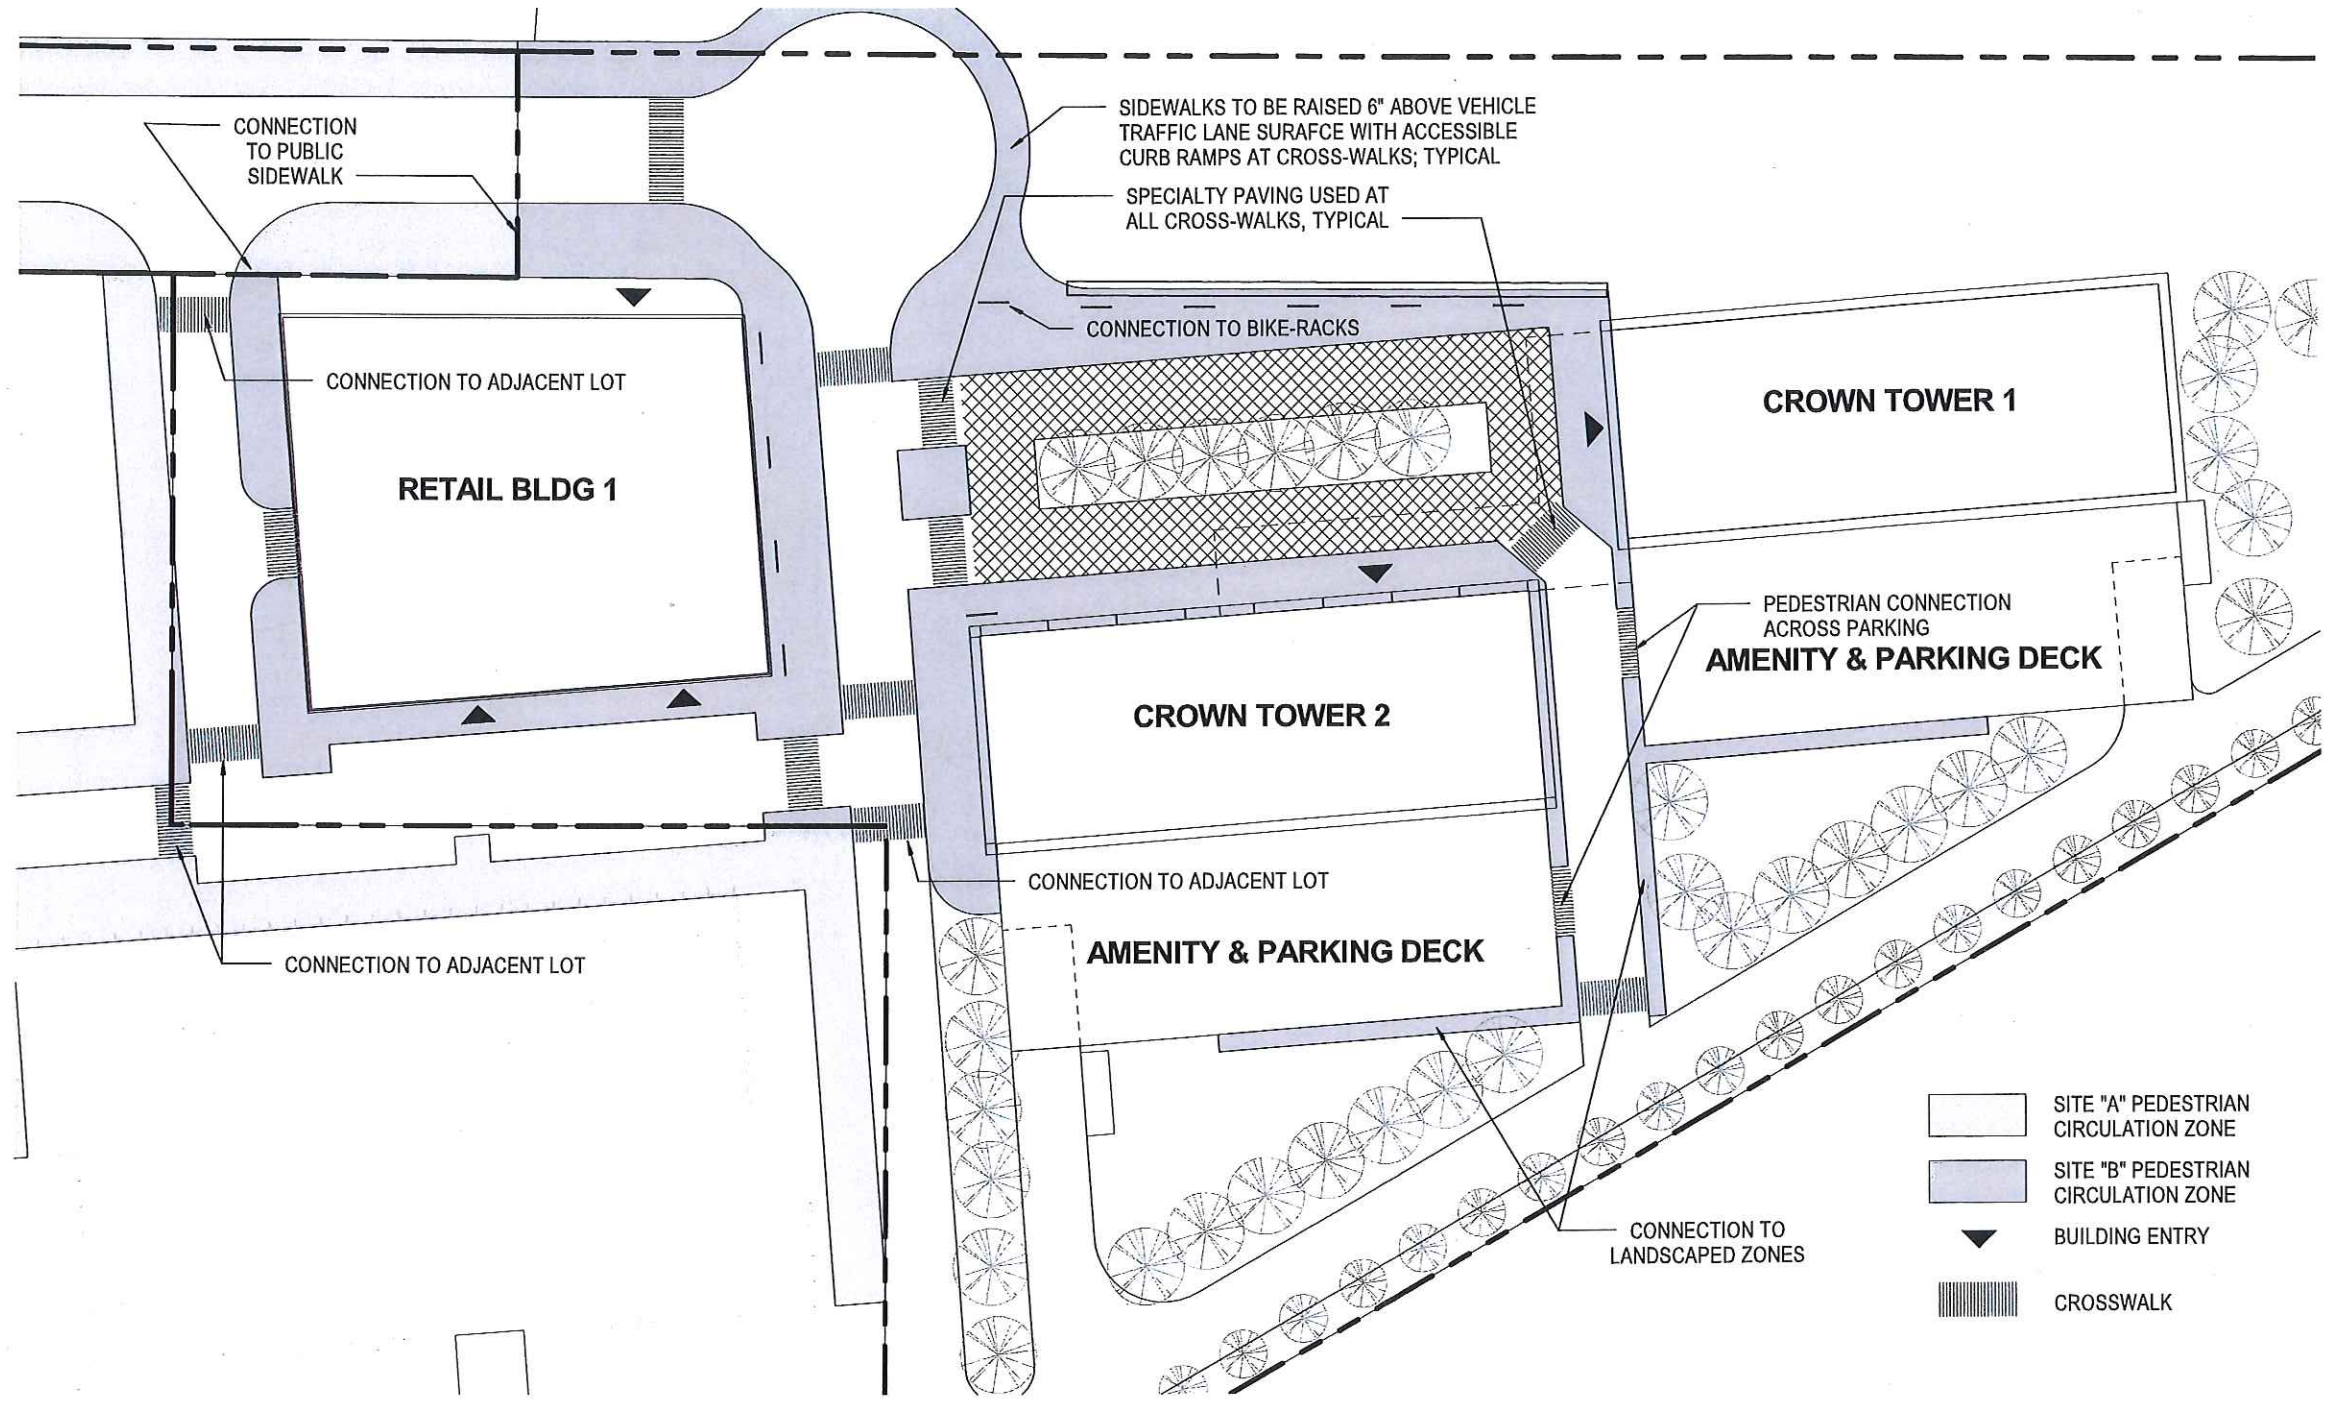 CONNECTION
TO PUBLIC
SIDEWALK
SIDEWALKS TO BE RAISED 6" ABOVE VEHICLE
TRAFFIC LANE SURAFCE WITH ACCESSIBLE
CURB RAMPS AT CROSS-WALKS; TYPICAL
SPECIALTY PAVING USED AT
ALL CROSS-WALKS, TYPICAL
CONNECTION TO BIKE-RACKS
CONNECTION TO ADJACENT LOT
CROWN TOWER 1
RETAIL BLDG 1
PEDESTRIAN CONNECTION
ACROSS PARKING
AMENITY & PARKING DECK
CROWN TOWER 2
CONNECTION TO ADJACENT LOT
AMENITY & PARKING DECK
CONNECTION TO ADJACENT LOT
CONNECTION TO
LANDSCAPED ZONES
SITE "A" PEDESTRIAN
CIRCULATION ZONE
SITE "B" PEDESTRIAN
CIRCULATION ZONE
BUILDING ENTRY
CROSSWALK